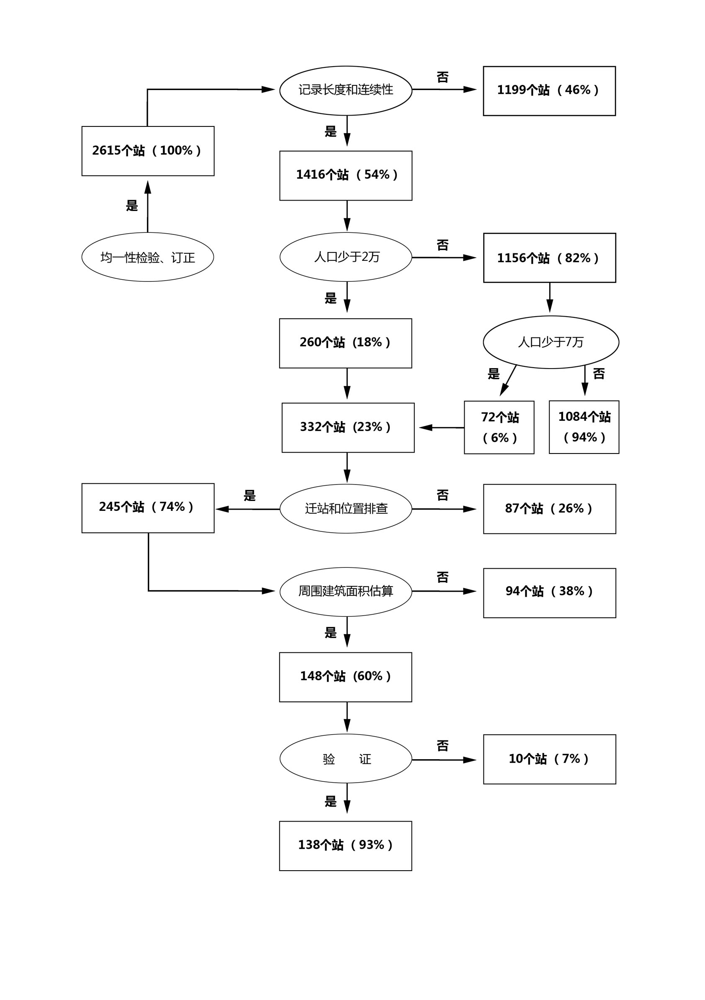 记录长度和连续性
否
1199个站（46%）
是
2615个站（100%）
1416个站（54%）
是
均一性检验、订正
人口少于2万
否
1156个站（82%）
是
260个站（18%）
人口少于7万
是
否
332个站（23%）
72个站
（6%）
1084个站
（94%）
245个站（74%）
是
迁站和位置排查
否
87个站（26%）
周围建筑面积估算
否
94个站（38%）
是
148个站（60%）
验 证
否
10个站（7%）
是
138个站（93%）